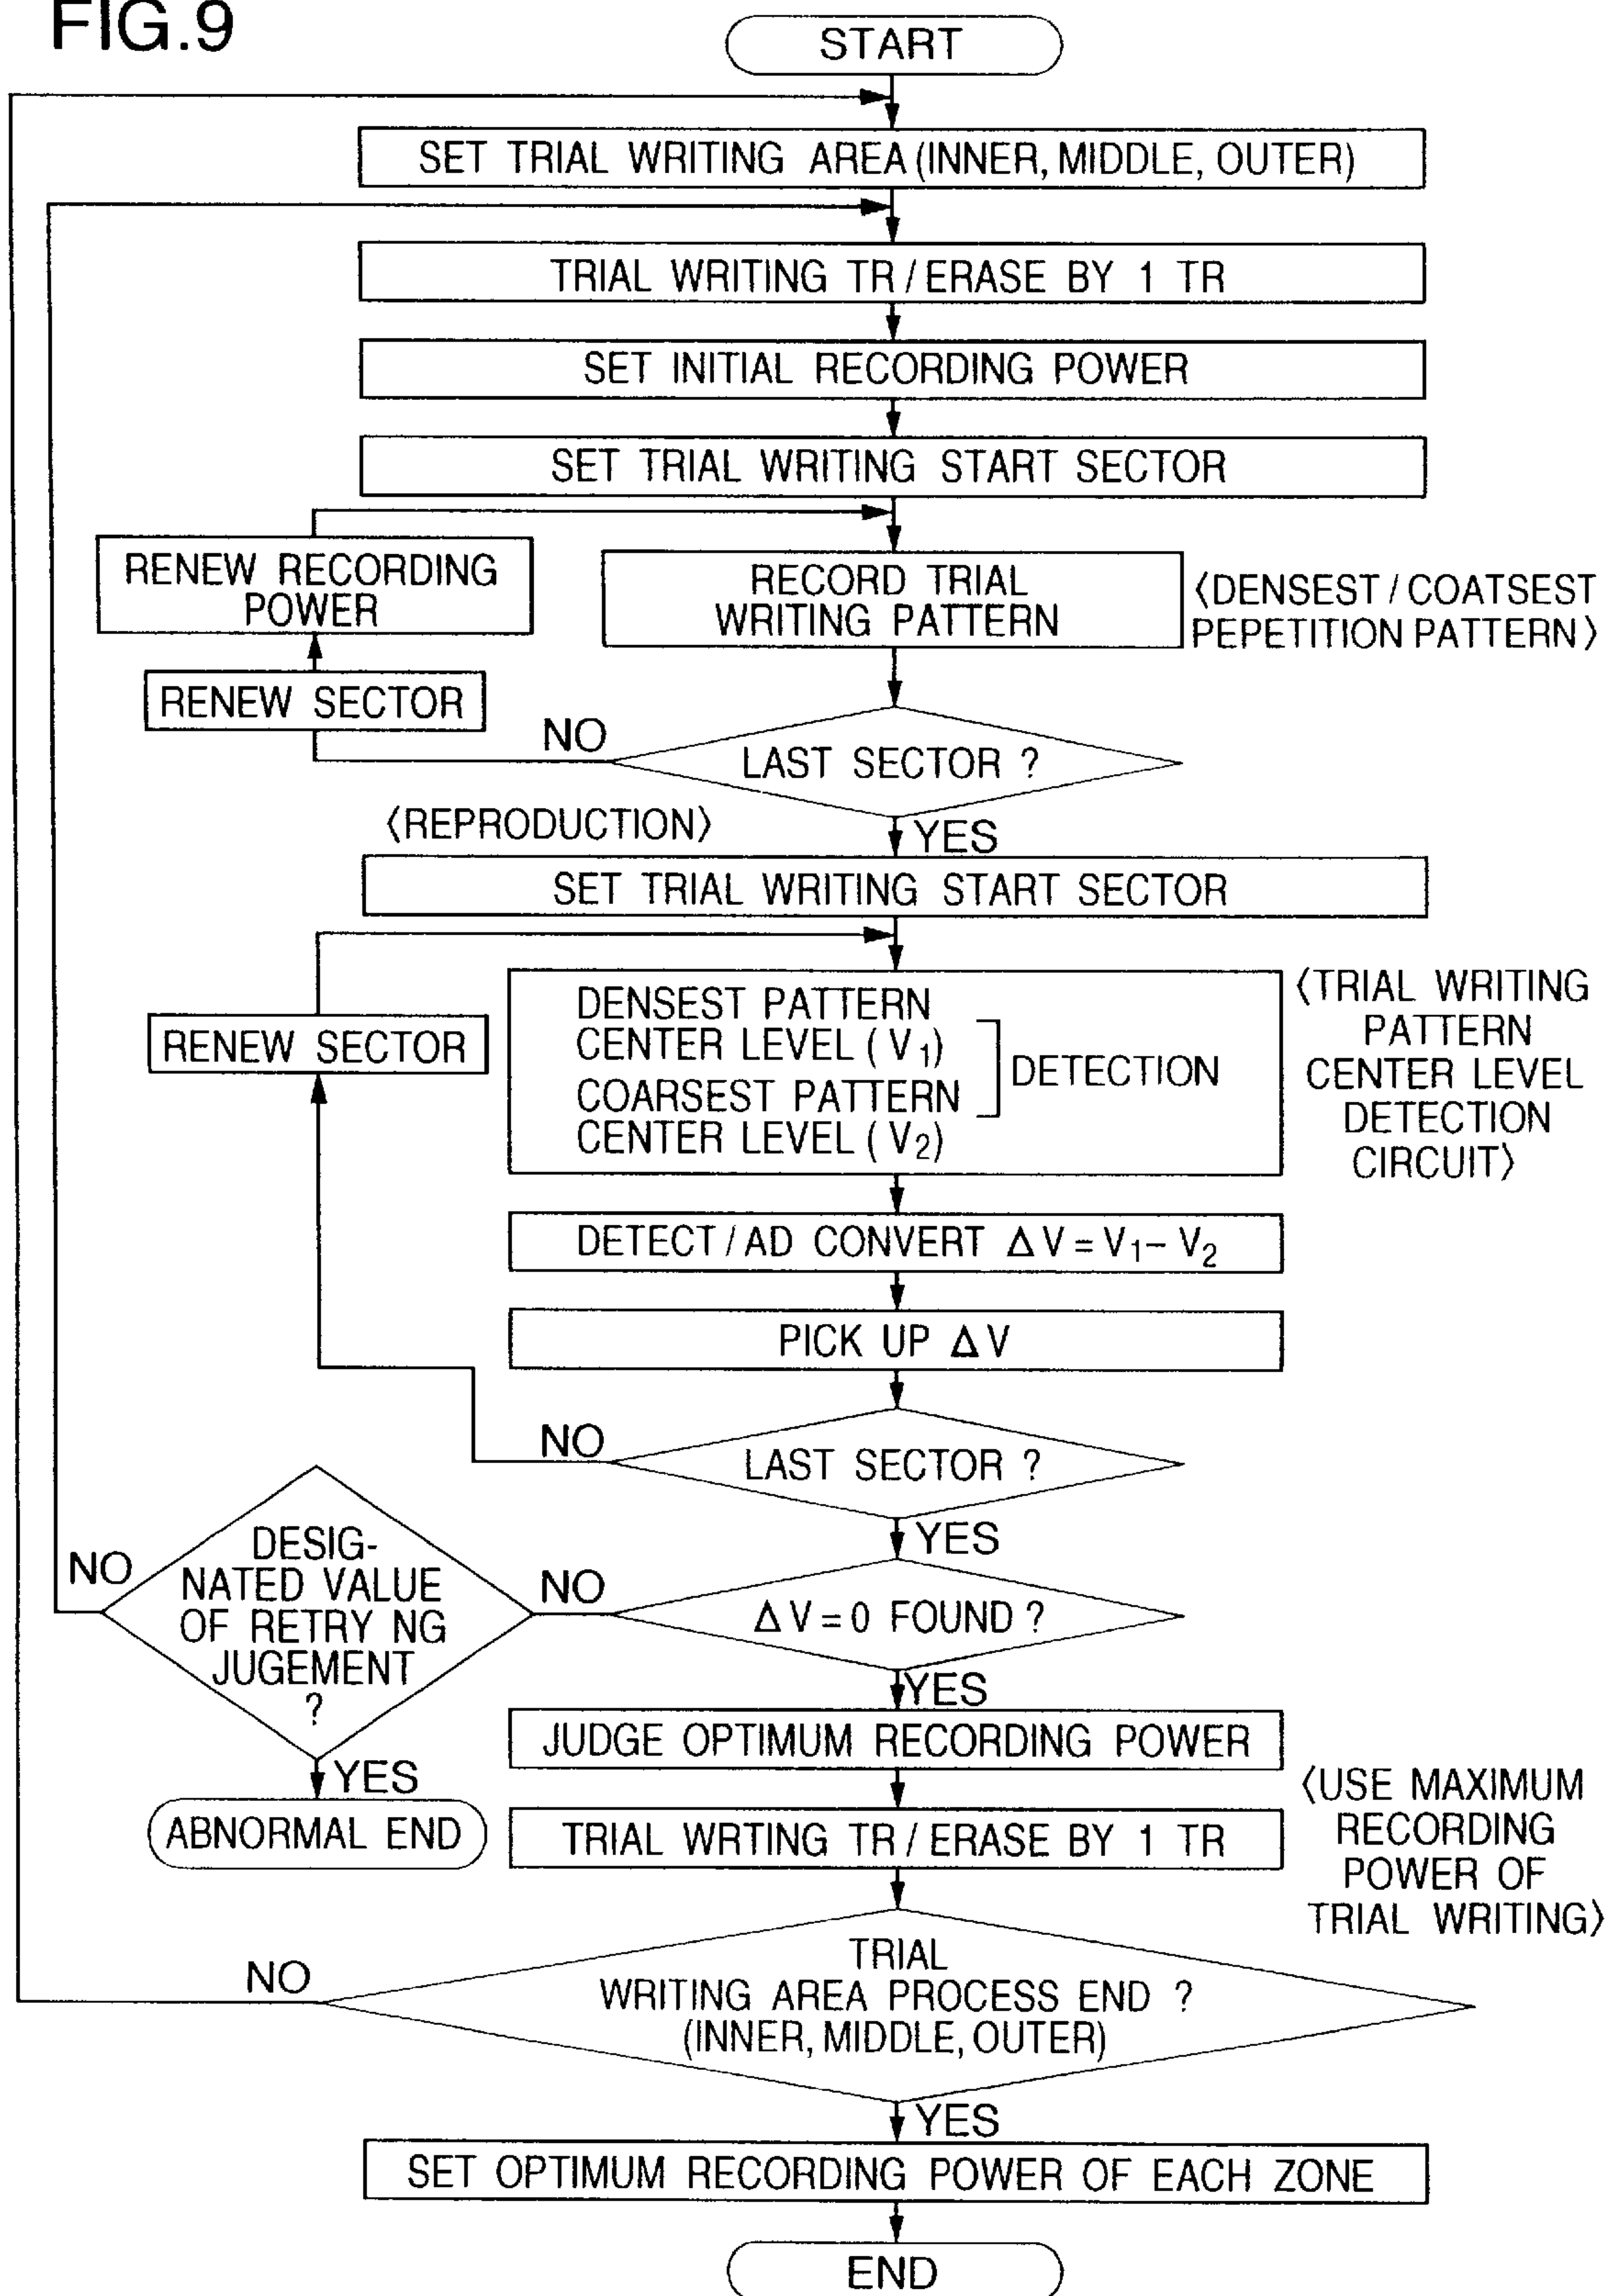 FIG.9
START
SET TRIAL WRITING AREA (INNER, MIDDLE, OUTER)
TRIAL WRITING TR / ERASE BY 1 TR
SET INITIAL RECORDING POWER
SET TRIAL WRITING START SECTOR
RENEW RECORDING
POWER
RECORD TRIAL
WRITING PATTERN
〈DENSEST / COATSEST
PEPETITION PATTERN〉
RENEW SECTOR
NO
LAST SECTOR ?
〈REPRODUCTION〉
YES
SET TRIAL WRITING START SECTOR
RENEW SECTOR
DENSEST PATTERN
CENTER LEVEL ( V1)
COARSEST PATTERN
CENTER LEVEL ( V2)
DETECTION
〈TRIAL WRITING
PATTERN
CENTER LEVEL
DETECTION
CIRCUIT〉
DETECT / AD CONVERT Δ V = V1 – V2
PICK UP Δ V
NO
LAST SECTOR ?
YES
NO
DESIG-
NATED VALUE
OF RETRY NG
JUGEMENT
?
NO
Δ V = 0 FOUND ?
YES
YES
ABNORMAL END
JUDGE OPTIMUM RECORDING POWER
TRIAL WRTING TR / ERASE BY 1 TR
〈USE MAXIMUM
RECORDING
POWER OF
TRIAL WRITING〉
NO
TRIAL
WRITING AREA PROCESS END ?
(INNER, MIDDLE, OUTER)
YES
SET OPTIMUM RECORDING POWER OF EACH ZONE
END